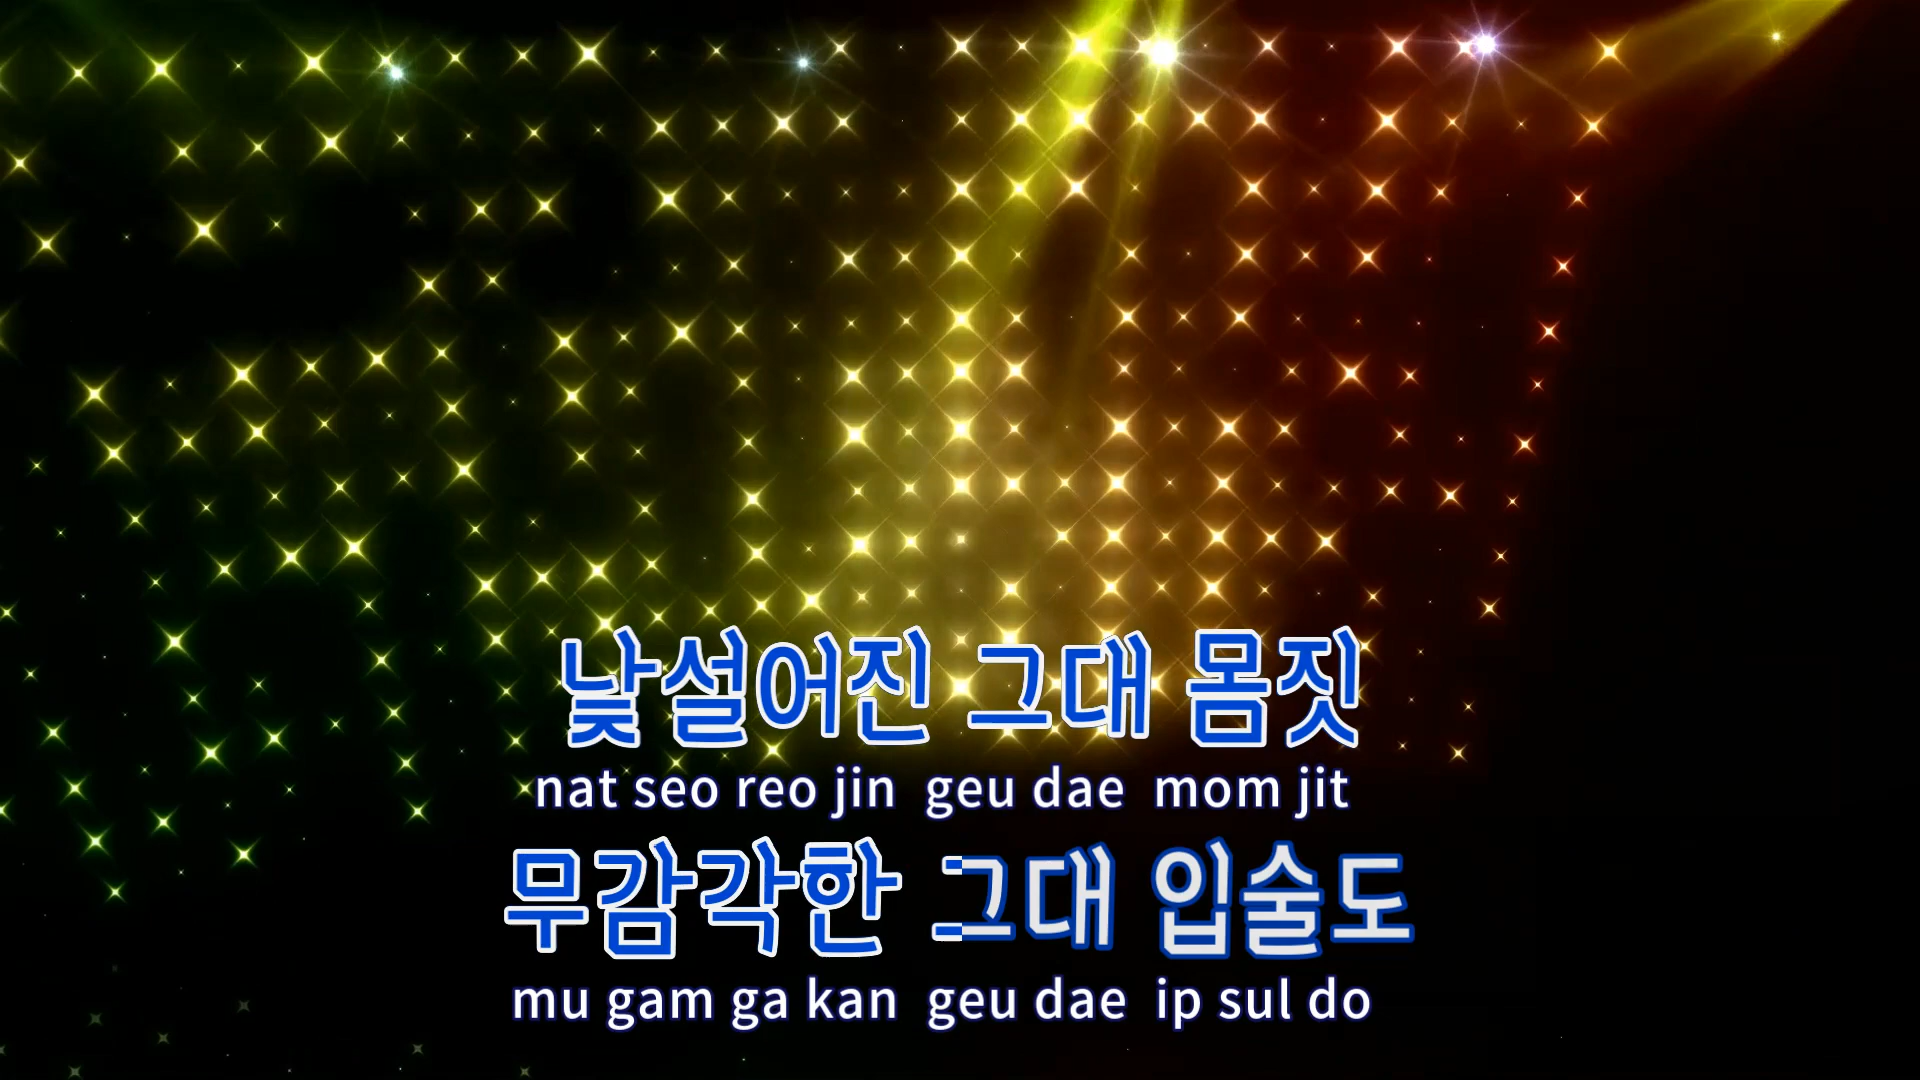 낯설어진 그대 몸짓
nat seo reo jin geu dae mom jit
무감각한 그대 입술도
mu gam ga kan geu dae ip sul do